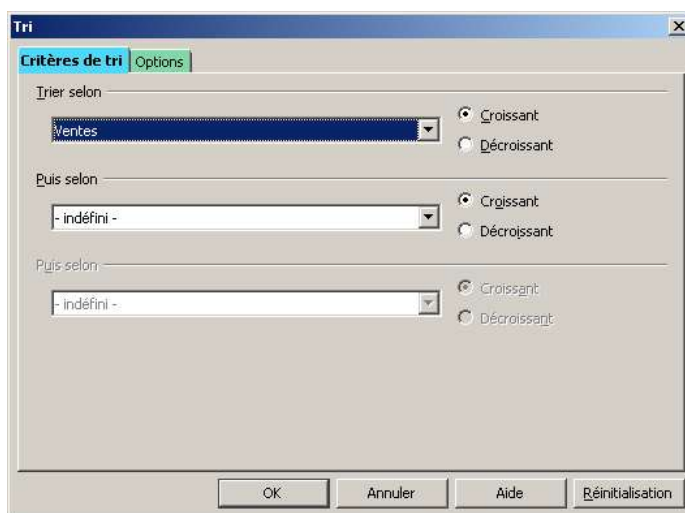 Tri
Critères de tri Options
Trier selon
Ventes
Croissant
Décroissant
Puis selon
- indéfini -
Croissant
Décroissant
Puis selon
- indéfini -
Croissant
Décroissant
OK Annuler Aide Réinitialisation